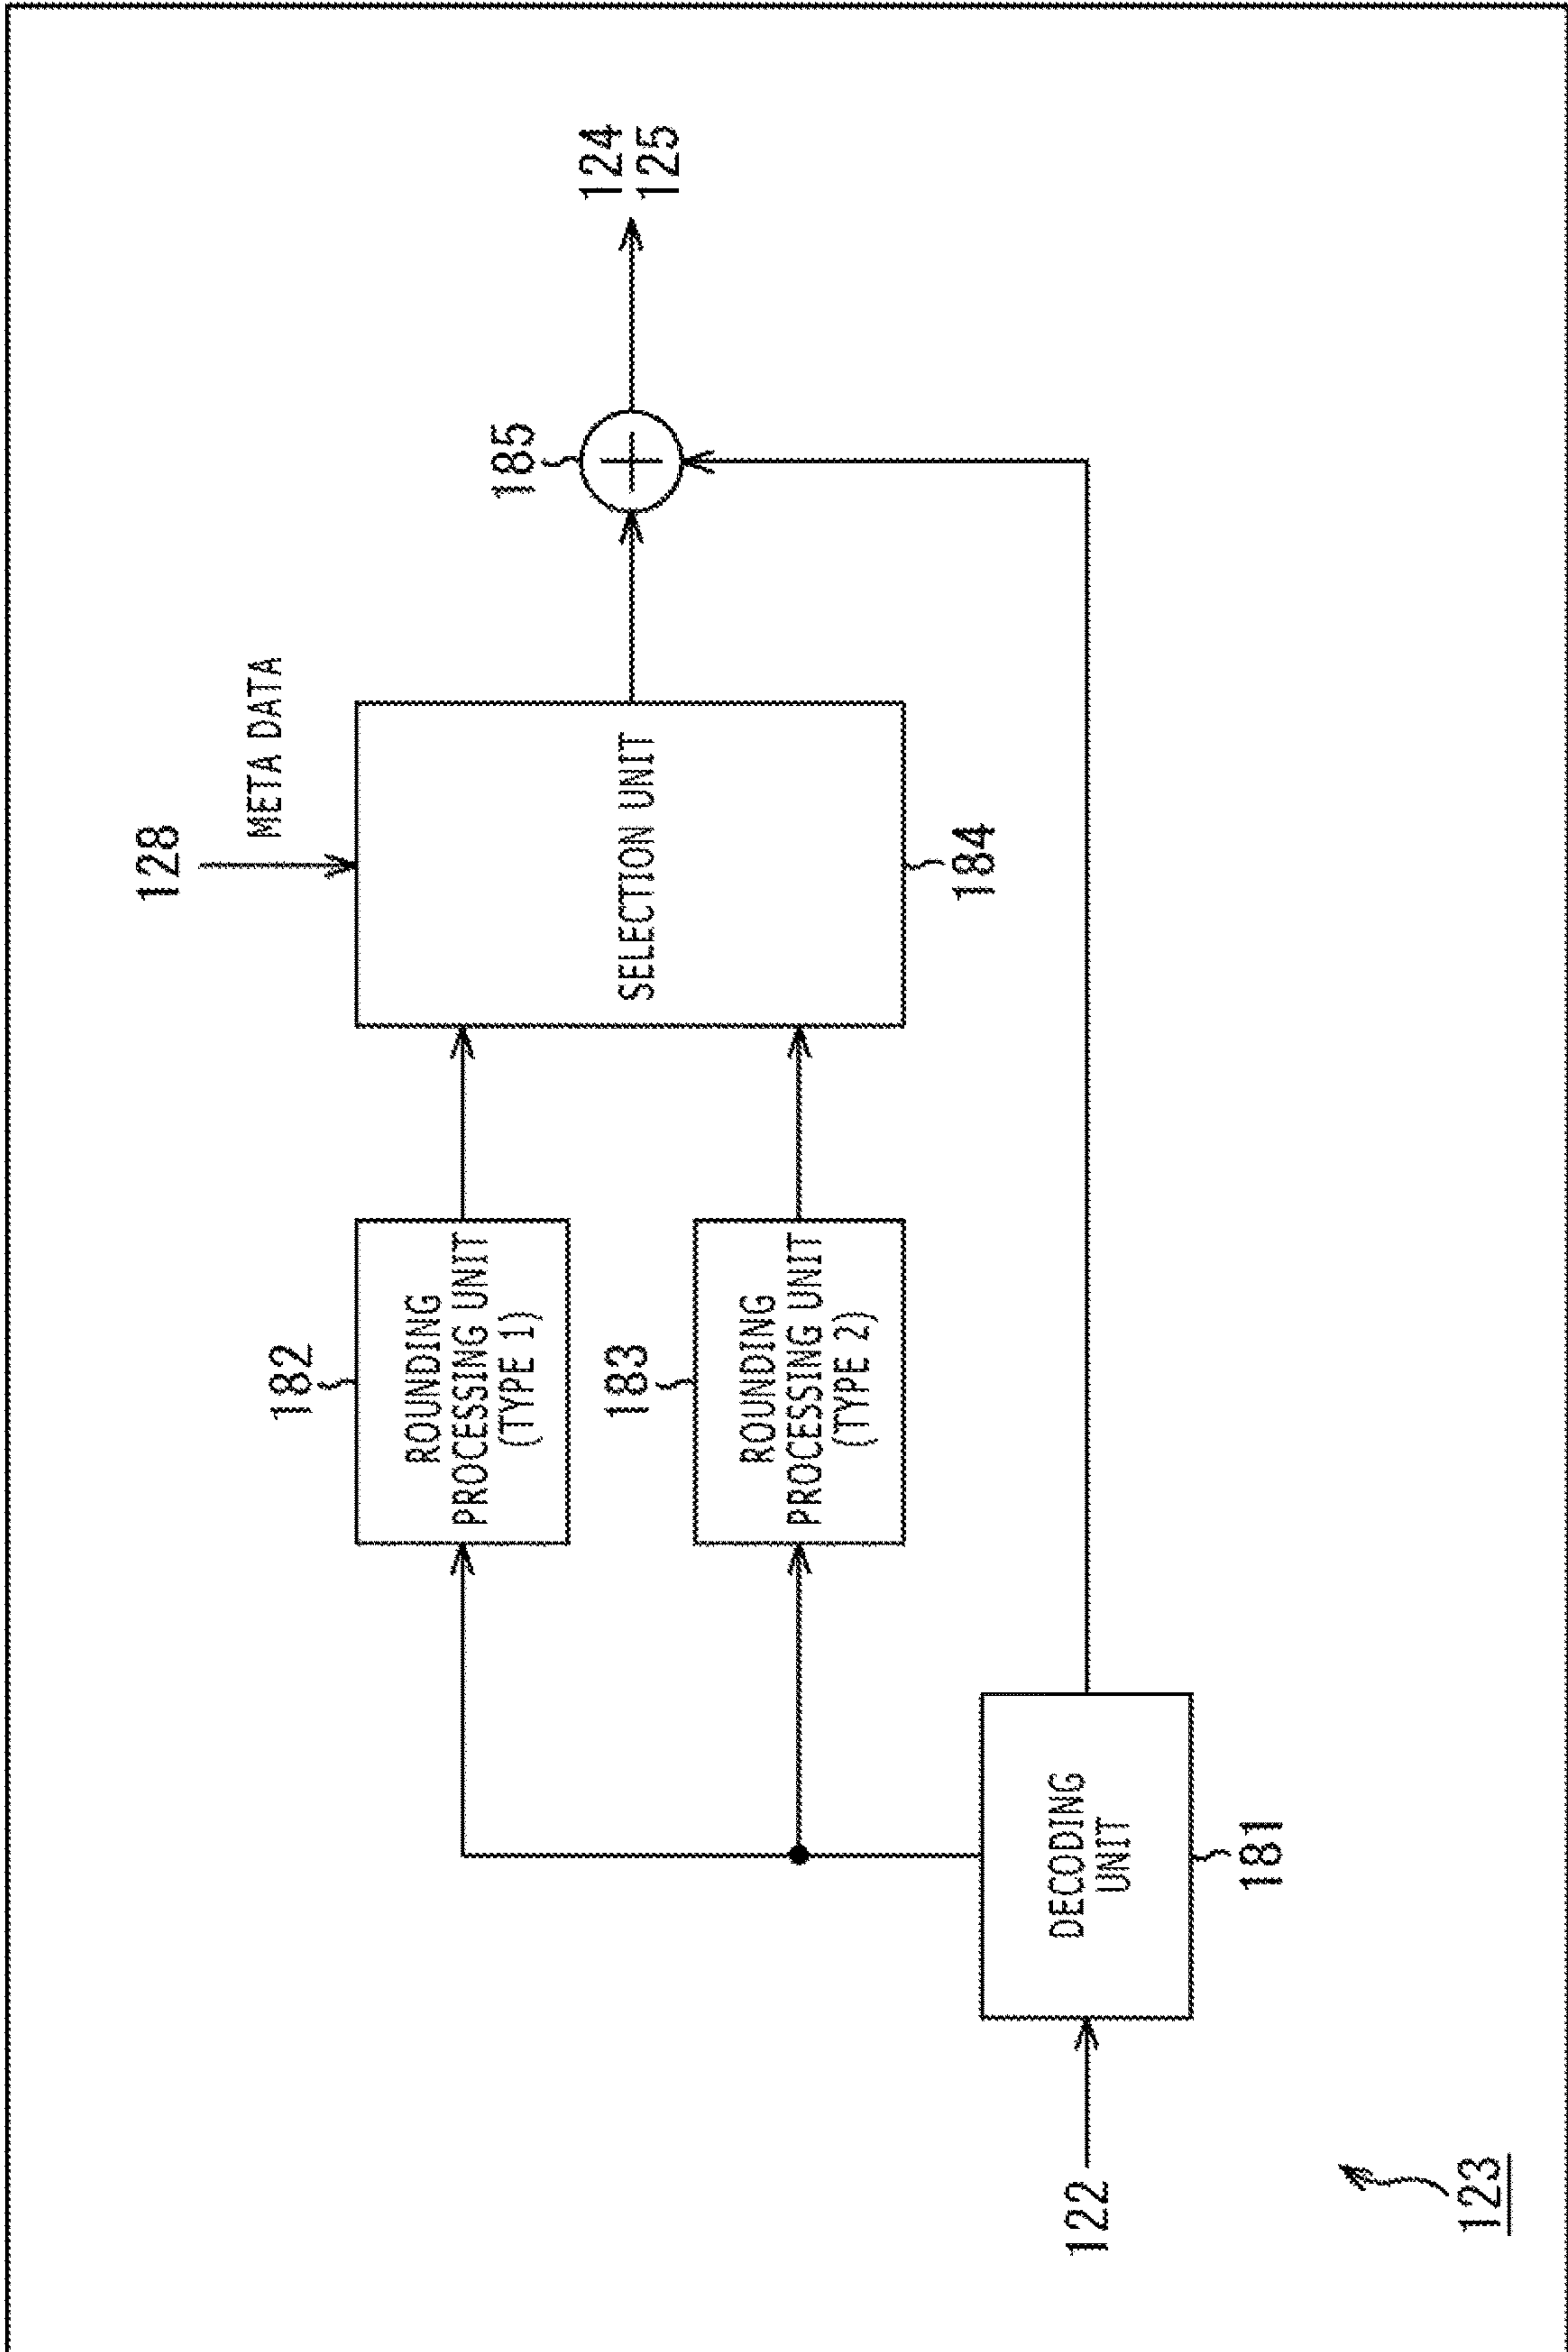 128
META DATA
182
ROUNDING
PROCESSING UNIT
(TYPE 1)
183
ROUNDING
PROCESSING UNIT
(TYPE 2)
SELECTION UNIT
184
185
124
125
122
DECODING
UNIT
181
123